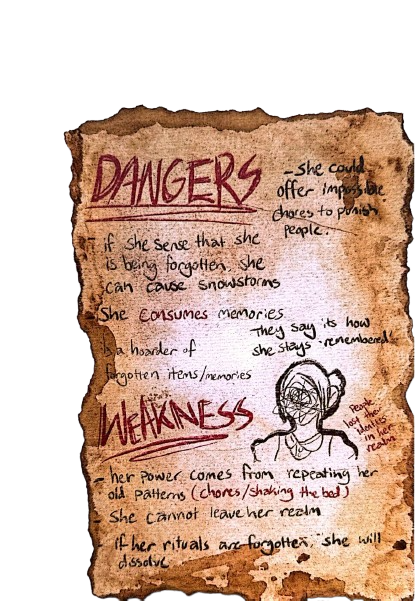 DANGERS
- She could
offer impossible
chores to punish
people.
- if she sense that she
is being forgotten. she
can cause snowstorms
- She consumes memories
They say its how
she stays "remembered"
is a hoarder of
forgotten items/memories
WEAKNESS
People
lost their
identities
in her
realm
- her power comes from repeating her
old patterns (chores/shaking the bed)
- She cannot leave her realm
if her rituals are forgotten, she will
dissolve